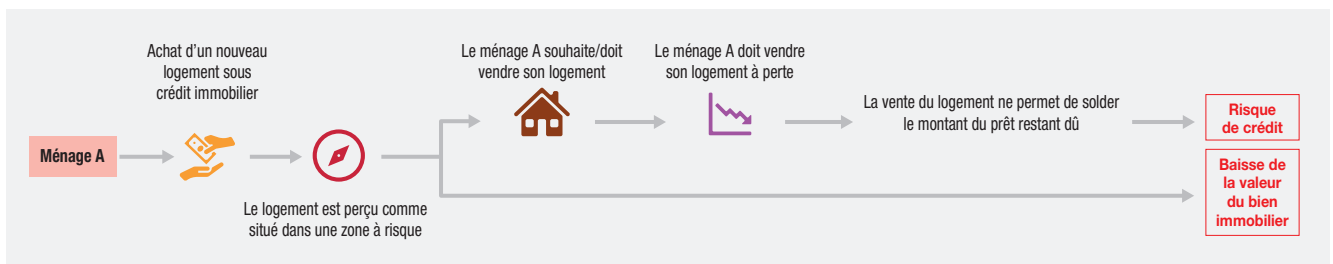 Ménage A
Achat d'un nouveau
logement sous
crédit immobilier
Le logement est perçu comme
situé dans une zone à risque
Le ménage A souhaite/doit
vendre son logement
Le ménage A doit vendre
son logement à perte
La vente du logement ne permet de solder
le montant du prêt restant dû
Risque
de crédit
Baisse de
la valeur
du bien
immobilier